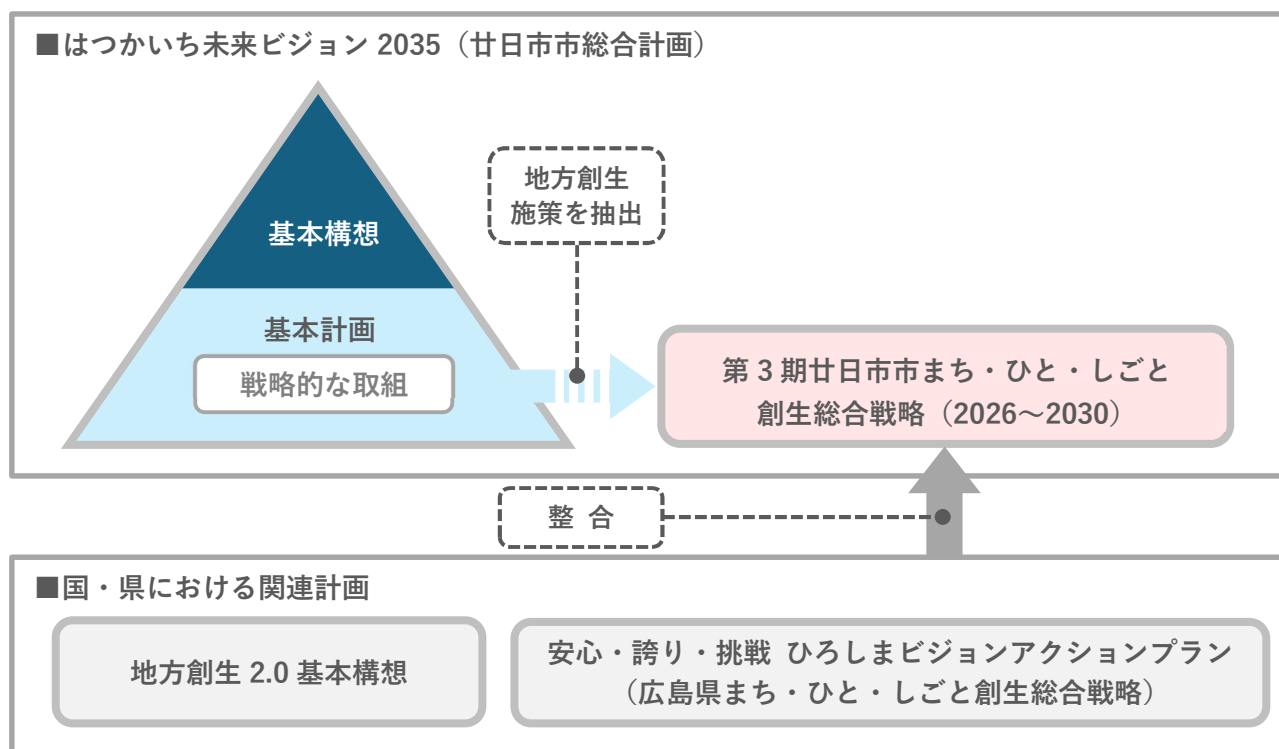 ■はつかいち未来ビジョン 2035（廿日市市総合計画）
地方創生
施策を抽出
基本構想
基本計画
戦略的な取組
第 3 期廿日市市まち・ひと・しごと
創生総合戦略（2026～2030）
整 合
■国・県における関連計画
地方創生 2.0 基本構想
安心・誇り・挑戦 ひろしまビジョンアクションプラン
（広島県まち・ひと・しごと創生総合戦略）